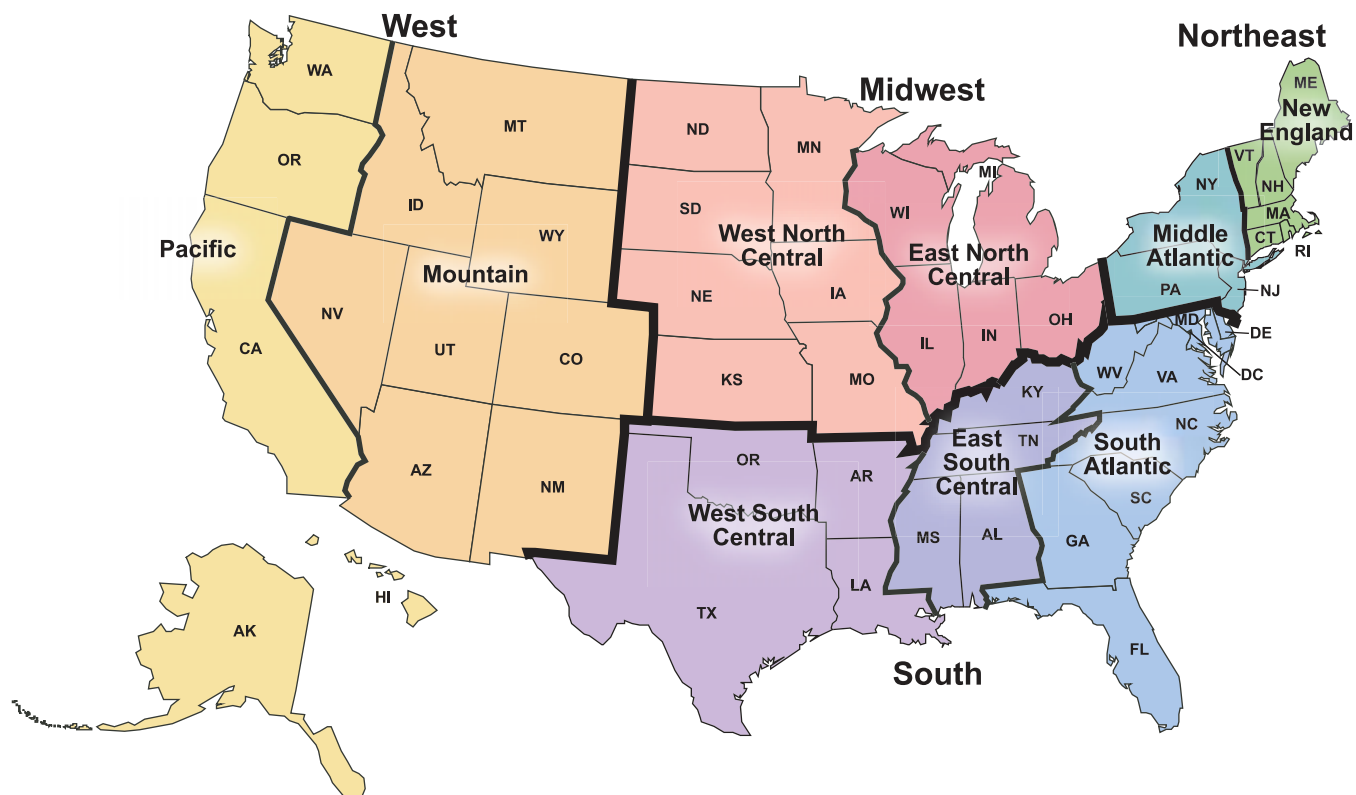 West
Northeast
Midwest
WA
OR
MT
ID
WY
Pacific
Mountain
NV
UT
CO
CA
AZ
NM
ND
MN
SD
West North
Central
NE
IA
KS
MO
WI
MI
East North
Central
IL
IN
OH
ME
New
England
VT
NH
MA
CT
RI
NY
Middle
Atlantic
PA
NJ
MD
DE
DC
WV
VA
KY
NC
TN
East
South
Central
South
Atlantic
SC
MS
AL
GA
FL
OR
AR
West South
Central
LA
TX
South
HI
AK